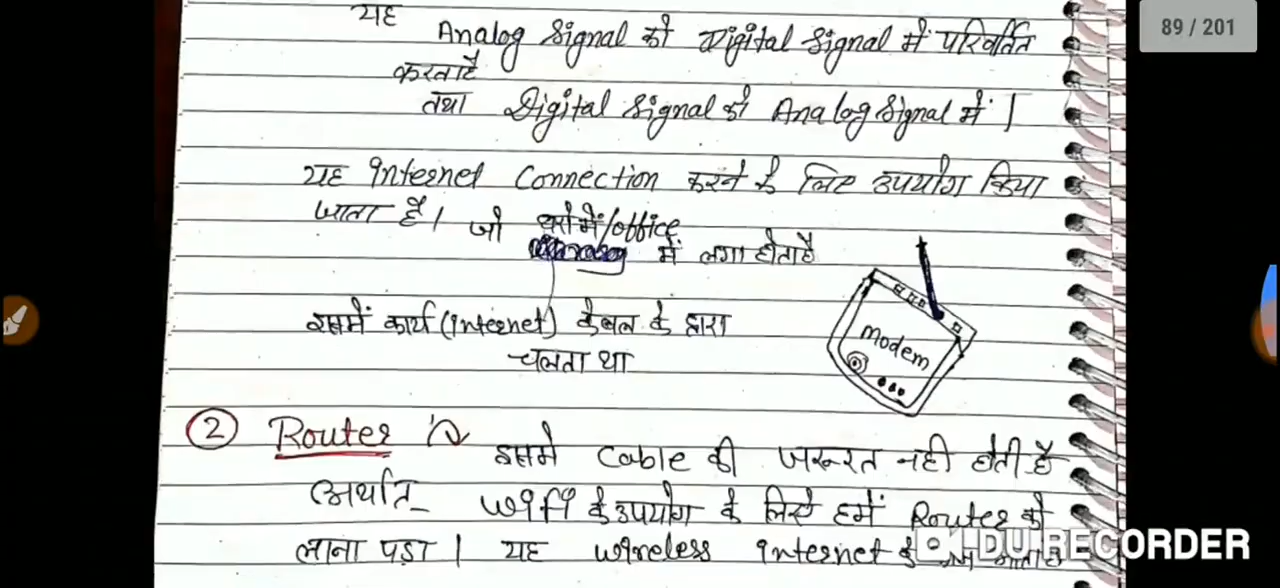 यह
89 / 201
Analog Signal को Digital Signal में परिवर्तित
करता है
तथा Digital Signal को Analog Signal में।
यह Internet Connection करने के लिए उपयोग किया
जाता है। जो घरो में/office
में लगा होता है
इसमें कार्य (internet) केबल के द्वारा
चलता था
Modem
② Router इसमे Cable की जरूरत नही होती है
अर्थात- wifi के उपयोग के लिये हमें Router को
लाना पड़ा। यह wireless internet के
DU RECORDER